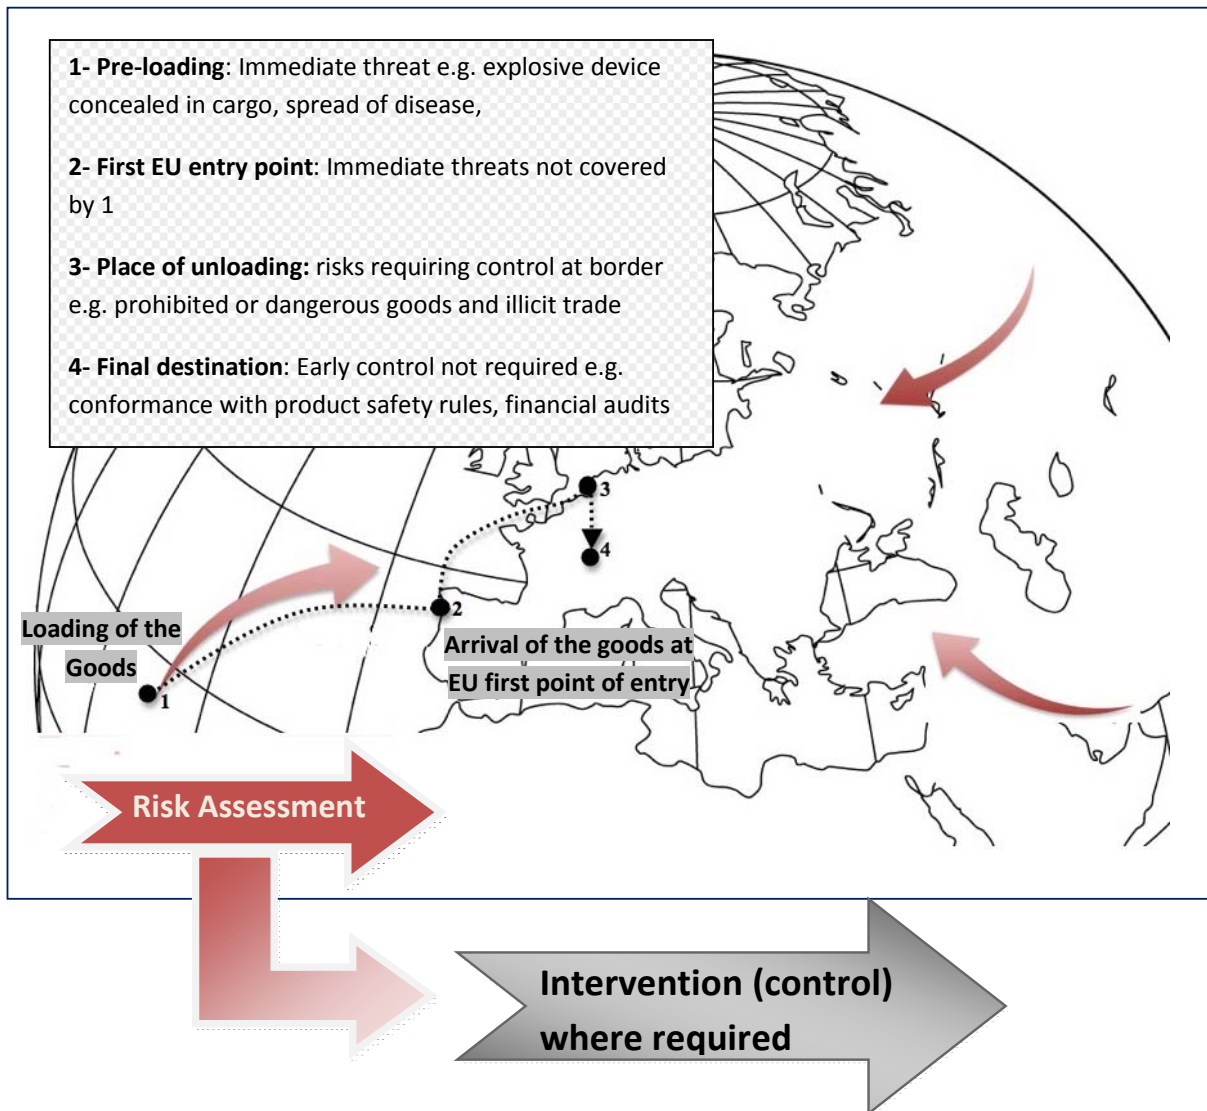 1- Pre-loading: Immediate threat e.g. explosive device
concealed in cargo, spread of disease,
2- First EU entry point: Immediate threats not covered
by 1
3- Place of unloading: risks requiring control at border
e.g. prohibited or dangerous goods and illicit trade
4- Final destination: Early control not required e.g.
conformance with product safety rules, financial audits
3
4
2
Loading of the
Goods
1
Arrival of the goods at
EU first point of entry
Risk Assessment
Intervention (control)
where required